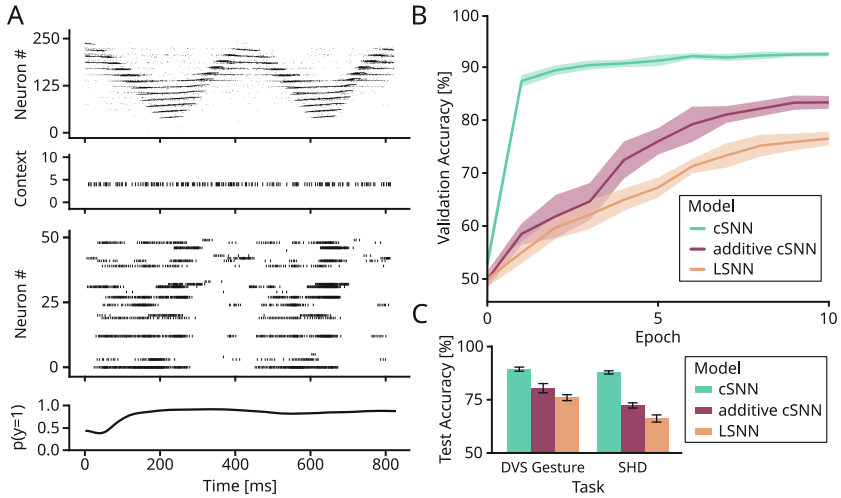 A
Neuron #
250
125
0
Context
10
5
0
Neuron #
50
25
0
p(y=1)
1.0
0.5
0.0
0
200
400
600
800
Time [ms]
B
Validation Accuracy [%]
100
90
80
70
60
50
Model
cSNN
additive cSNN
LSNN
0
5
10
Epoch
C
Test Accuracy [%]
100
75
50
DVS Gesture
SHD
Task
Model
cSNN
additive cSNN
LSNN